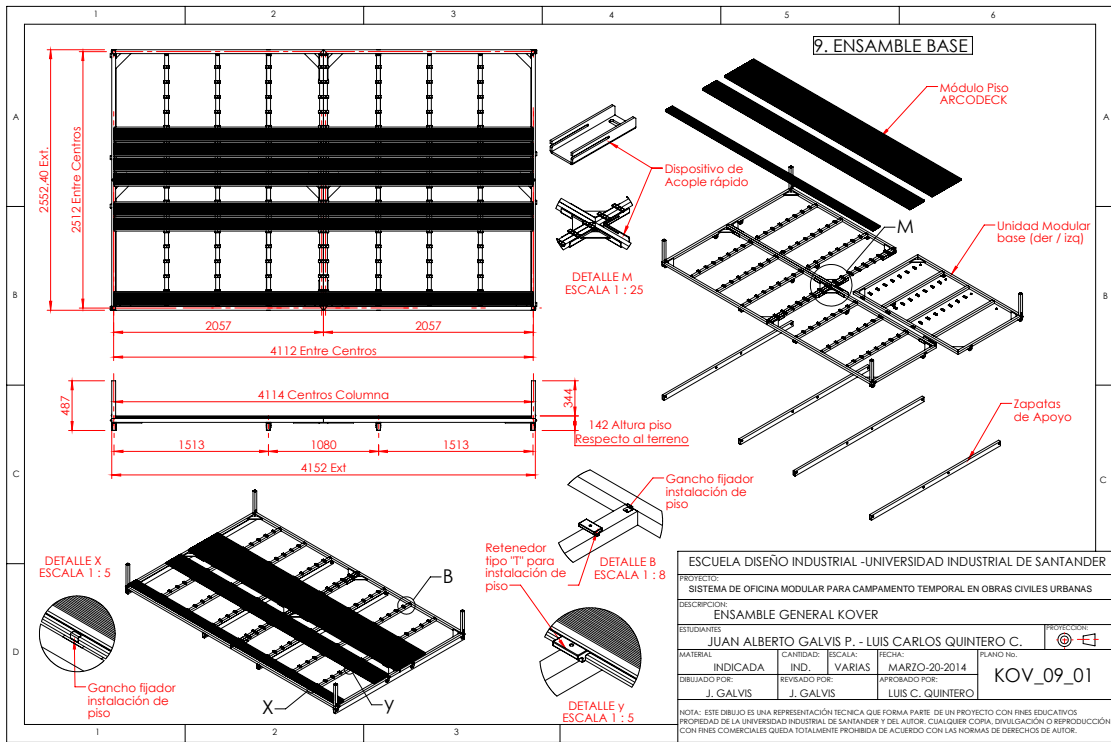 1 2 3 4 5 6
9. ENSAMBLE BASE
A
A
2552,40 Ext.
2512 Entre Centros
Módulo Piso
ARCODECK
Dispositivo de
Acople rápido
M
Unidad Modular
base (der / izq)
DETALLE M
ESCALA 1 : 25
B
B
2057
2057
4112 Entre Centros
487
4114 Centros Columna
344
142 Altura piso
Respecto al terreno
1513
1080
1513
4152 Ext
Zapatas
de Apoyo
C
C
Gancho fijador
instalación de
piso
DETALLE X
ESCALA 1 : 5
B
Retenedor
tipo "T" para
instalación de
piso
DETALLE B
ESCALA 1 : 8
Gancho fijador
instalación de
piso
X
y
DETALLE y
ESCALA 1 : 5
D
D
ESCUELA DISEÑO INDUSTRIAL -UNIVERSIDAD INDUSTRIAL DE SANTANDER
PROYECTO:
SISTEMA DE OFICINA MODULAR PARA CAMPAMENTO TEMPORAL EN OBRAS CIVILES URBANAS
DESCRIPCION:
ENSAMBLE GENERAL KOVER
ESTUDIANTES
JUAN ALBERTO GALVIS P. - LUIS CARLOS QUINTERO C.
PROYECCION:
MATERIAL
INDICADA
CANTIDAD:
IND.
ESCALA:
VARIAS
FECHA:
MARZO-20-2014
PLANO No.
KOV_09_01
DIBUJADO POR:
J. GALVIS
REVISADO POR:
J. GALVIS
APROBADO POR:
LUIS C. QUINTERO
NOTA: ESTE DIBUJO ES UNA REPRESENTACIÓN TECNICA QUE FORMA PARTE DE UN PROYECTO CON FINES EDUCATIVOS
PROPIEDAD DE LA UNIVERSIDAD INDUSTRIAL DE SANTANDER Y DEL AUTOR. CUALQUIER COPIA, DIVULGACIÓN O REPRODUCCIÓN
CON FINES COMERCIALES QUEDA TOTALMENTE PROHIBIDA DE ACUERDO CON LAS NORMAS DE DERECHOS DE AUTOR.
1 2 3